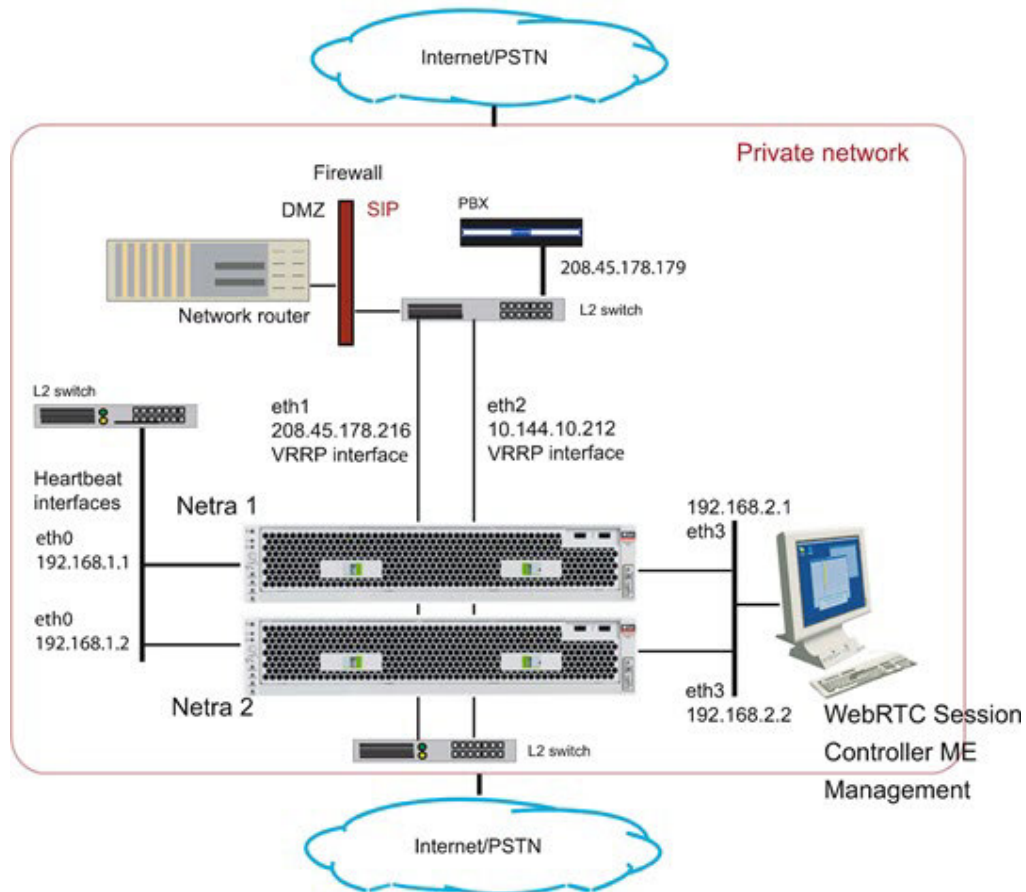 Internet/PSTN
Private network
Firewall
DMZ
SIP
PBX
208.45.178.179
Network router
L2 switch
L2 switch
eth1
208.45.178.216
VRRP interface
eth2
10.144.10.212
VRRP interface
Heartbeat
interfaces
Netra 1
192.168.2.1
eth3
eth0
192.168.1.1
eth0
192.168.1.2
eth3
192.168.2.2
Netra 2
WebRTC Session
Controller ME
Management
L2 switch
Internet/PSTN